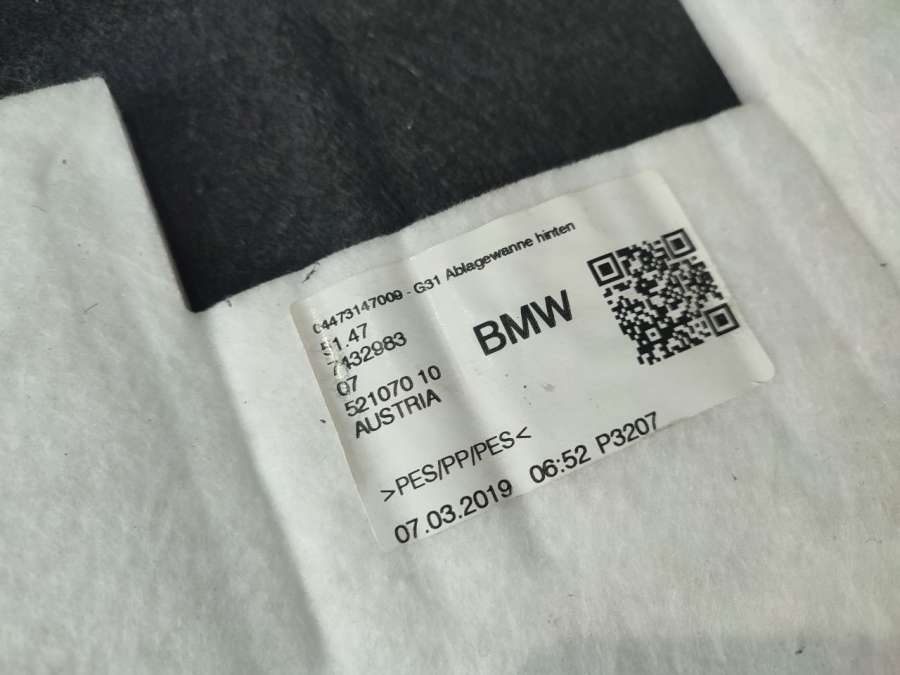 04473147009 - G31 Ablagewanne hinten
51.47
7432983
07
521070 10
AUSTRIA
BMW
>PES/PP/PES<
07.03.2019 06:52 P3207